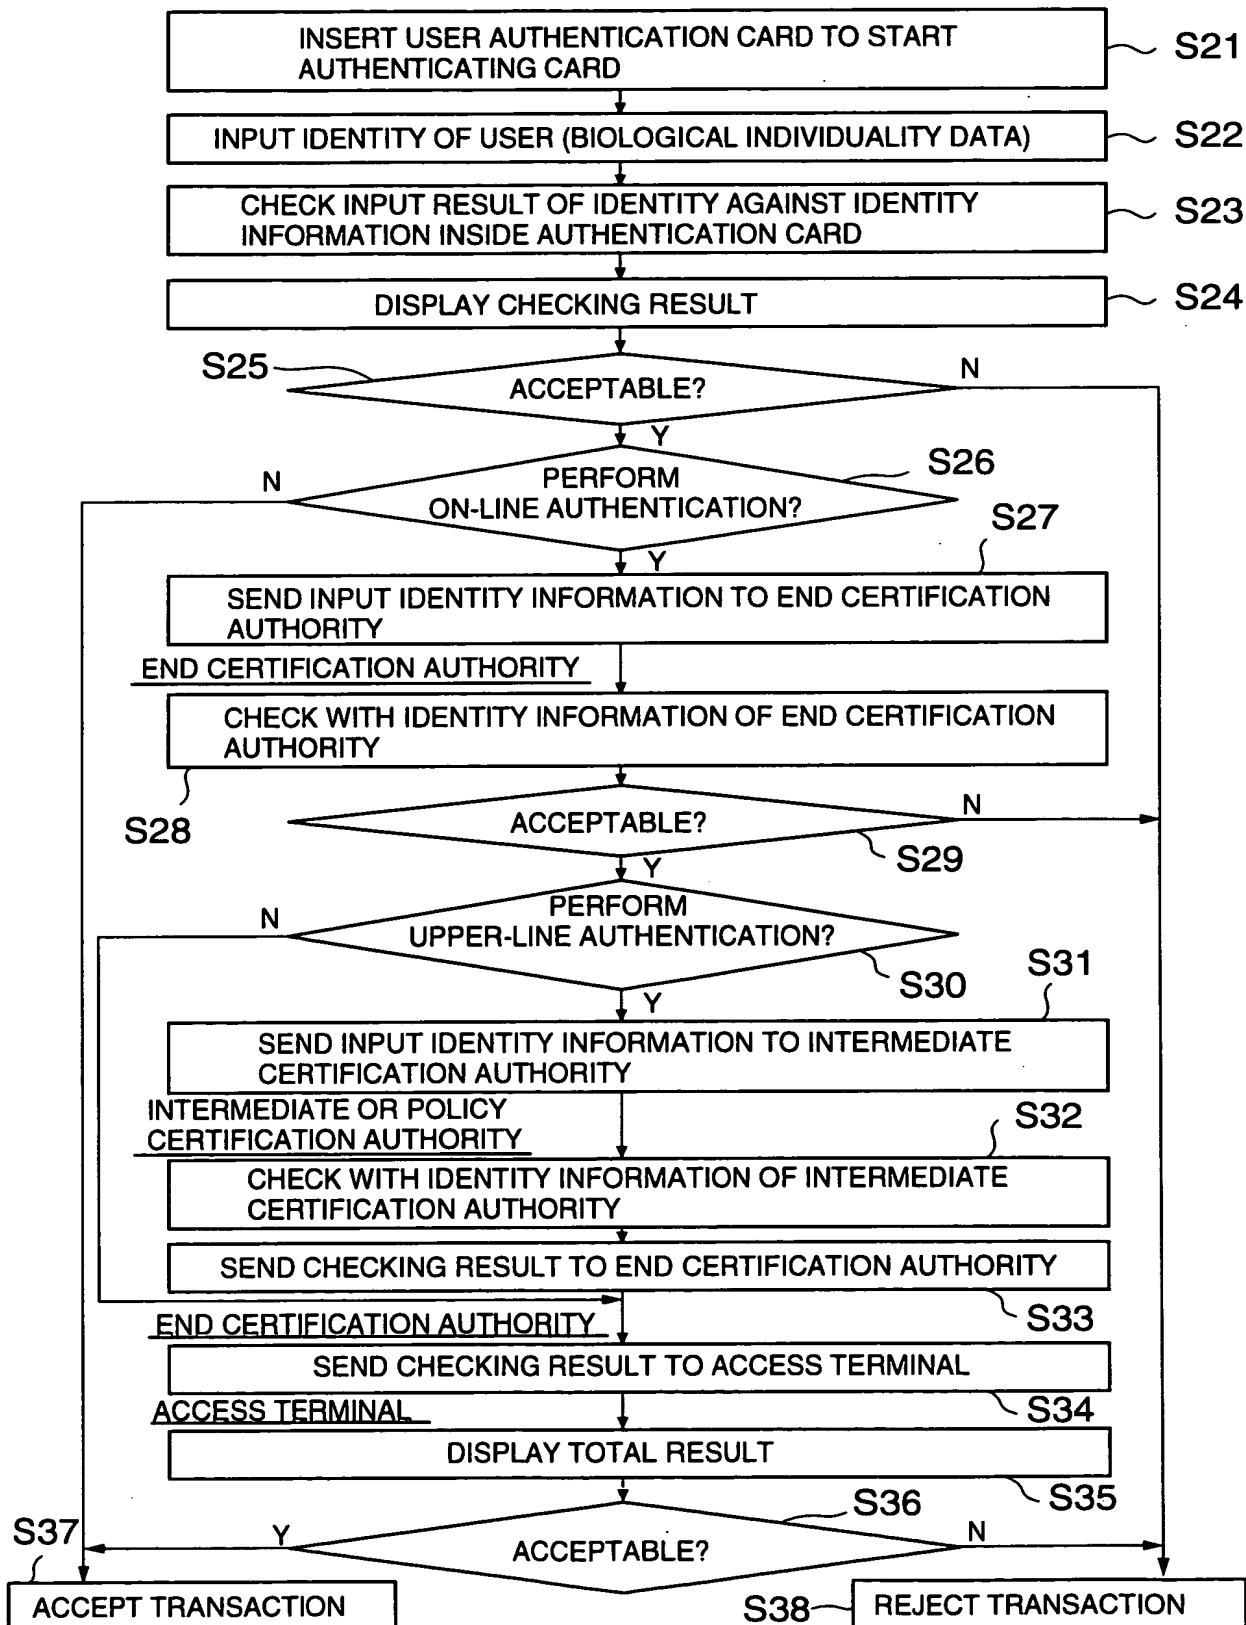 INSERT USER AUTHENTICATION CARD TO START
AUTHENTICATING CARD
S21
INPUT IDENTITY OF USER (BIOLOGICAL INDIVIDUALITY DATA)
S22
CHECK INPUT RESULT OF IDENTITY AGAINST IDENTITY
INFORMATION INSIDE AUTHENTICATION CARD
S23
DISPLAY CHECKING RESULT
S24
S25
ACCEPTABLE?
N
Y
S26
N
PERFORM
ON-LINE AUTHENTICATION?
Y
S27
SEND INPUT IDENTITY INFORMATION TO END CERTIFICATION
AUTHORITY
END CERTIFICATION AUTHORITY
CHECK WITH IDENTITY INFORMATION OF END CERTIFICATION
AUTHORITY
S28
ACCEPTABLE?
N
S29
Y
N
PERFORM
UPPER-LINE AUTHENTICATION?
S30
Y
S31
SEND INPUT IDENTITY INFORMATION TO INTERMEDIATE
CERTIFICATION AUTHORITY
INTERMEDIATE OR POLICY
CERTIFICATION AUTHORITY
S32
CHECK WITH IDENTITY INFORMATION OF INTERMEDIATE
CERTIFICATION AUTHORITY
SEND CHECKING RESULT TO END CERTIFICATION AUTHORITY
S33
END CERTIFICATION AUTHORITY
SEND CHECKING RESULT TO ACCESS TERMINAL
S34
ACCESS TERMINAL
DISPLAY TOTAL RESULT
S35
S36
S37
Y
ACCEPTABLE?
N
ACCEPT TRANSACTION
S38
REJECT TRANSACTION